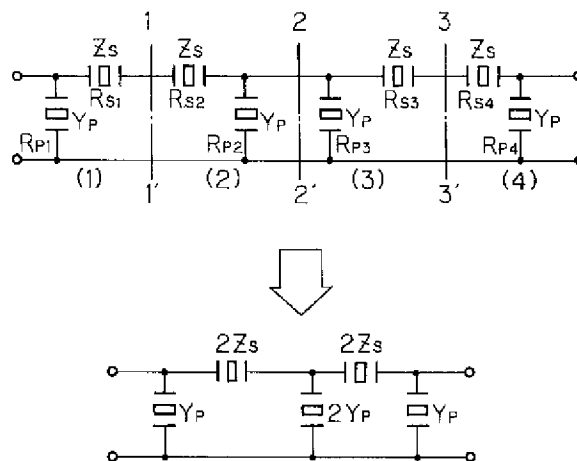 1 2 3
Zs Zs Zs Zs
Rs1 Rs2 Rs3 Rs4
YP YP YP YP
RP1 RP2 RP3 RP4
(1) (2) (3) (4)
1' 2' 3'
2Zs 2Zs
YP 2YP YP